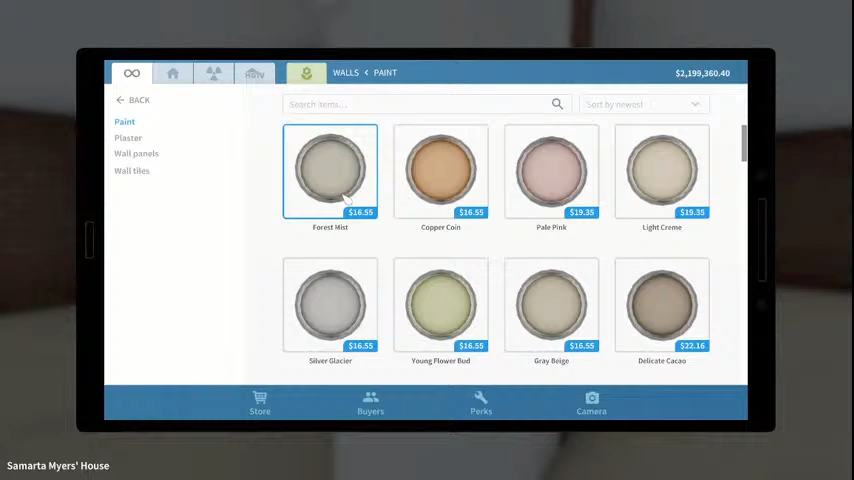 HGTV
WALLS < PAINT
$2,199,360.40
BACK
Search items...
Sort by newest
Paint
Plaster
Wall panels
Wall tiles
$16.55
$16.55
$19.35
$19.35
Forest Mist
Copper Coin
Pale Pink
Light Creme
$16.55
$16.55
$16.55
$22.16
Silver Glacier
Young Flower Bud
Gray Beige
Delicate Cacao
Store
Buyers
Perks
Camera
Samarta Myers' House